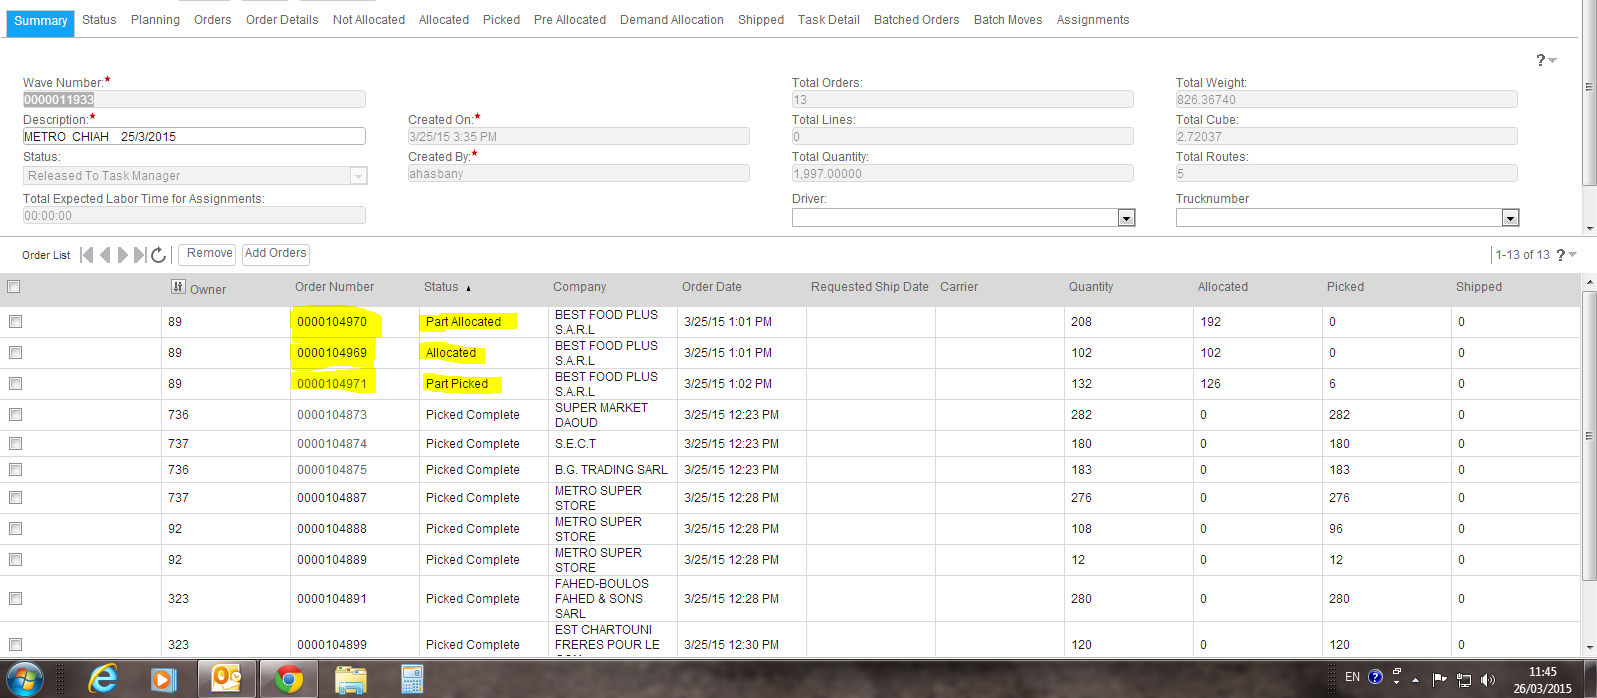 Summary Status Planning Orders Order Details Not Allocated Allocated Picked Pre Allocated Demand Allocation Shipped Task Detail Batched Orders Batch Moves Assignments
?
Wave Number:* Total Orders: Total Weight:
0000011933 13 826.36740
Description:* Created On:* Total Lines: Total Cube:
METRO CHIAH 25/3/2015 3/25/15 3:35 PM 0 2.72037
Status: Created By:* Total Quantity: Total Routes:
Released To Task Manager ahasbany 1,997.00000 5
Total Expected Labor Time for Assignments: Driver: Trucknumber
00:00:00
Order List Remove Add Orders 1-13 of 13 ?
Owner Order Number Status Company Order Date Requested Ship Date Carrier Quantity Allocated Picked Shipped
89 0000104970 Part Allocated BEST FOOD PLUS S.A.R.L 3/25/15 1:01 PM 208 192 0 0
89 0000104969 Allocated BEST FOOD PLUS S.A.R.L 3/25/15 1:01 PM 102 102 0 0
89 0000104971 Part Picked BEST FOOD PLUS S.A.R.L 3/25/15 1:02 PM 132 126 6 0
736 0000104873 Picked Complete SUPER MARKET DAOUD 3/25/15 12:23 PM 282 0 282 0
737 0000104874 Picked Complete S.E.C.T 3/25/15 12:23 PM 180 0 180 0
736 0000104875 Picked Complete B.G. TRADING SARL 3/25/15 12:23 PM 183 0 183 0
737 0000104887 Picked Complete METRO SUPER STORE 3/25/15 12:28 PM 276 0 276 0
92 0000104888 Picked Complete METRO SUPER STORE 3/25/15 12:28 PM 108 0 96 0
92 0000104889 Picked Complete METRO SUPER STORE 3/25/15 12:28 PM 12 0 12 0
323 0000104891 Picked Complete FAHED-BOULOS FAHED & SONS SARL 3/25/15 12:28 PM 280 0 280 0
323 0000104899 Picked Complete EST CHARTOUNI FRERES POUR LE 3/25/15 12:30 PM 120 0 120 0
EN ? 11:45
26/03/2015